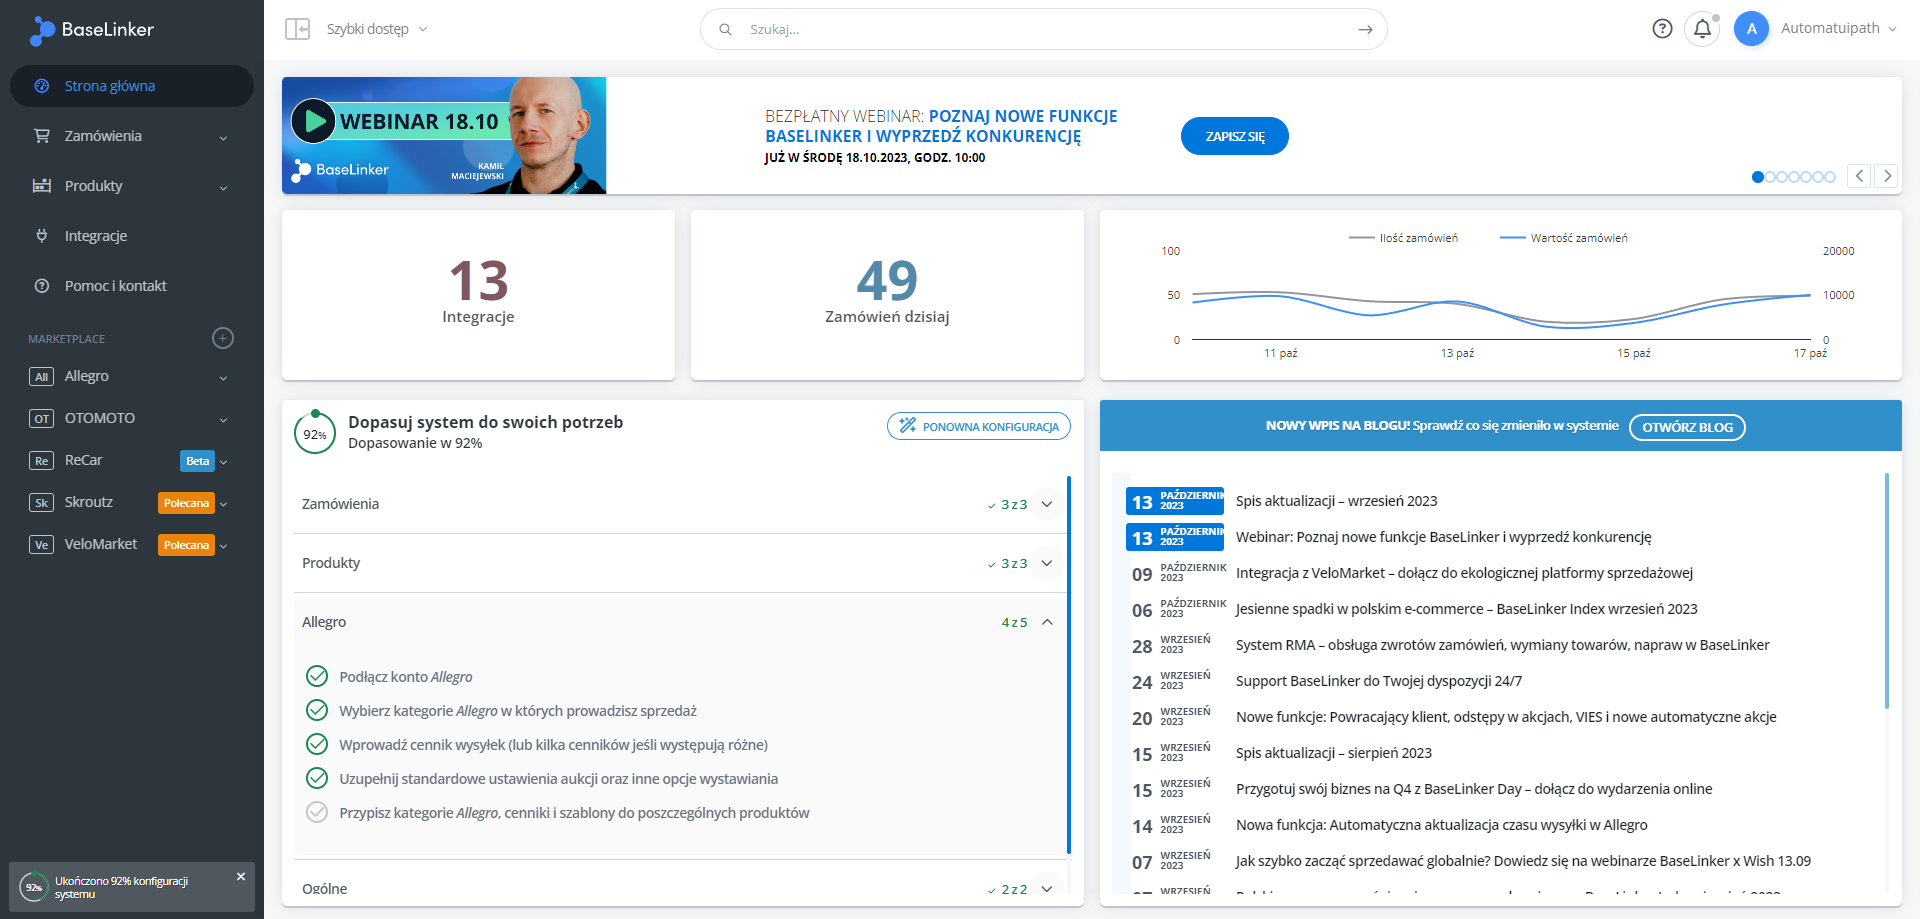 BaseLinker
Szybki dostęp
Szukaj...
A
Automatuipath
Strona główna
Zamówienia
Produkty
Integracje
Pomoc i kontakt
MARKETPLACE
All Allegro
OT OTOMOTO
Re ReCar Beta
Sk Skroutz Polecana
Ve VeloMarket Polecana
92%
Ukończono 92% konfiguracji
systemu
WEBINAR 18.10
BaseLinker
KAMIL
MACIEJEWSKI
BEZPŁATNY WEBINAR: POZNAJ NOWE FUNKCJE
BASELINKER I WYPRZEDŹ KONKURENCJĘ
JUŻ W ŚRODĘ 18.10.2023, GODZ. 10:00
ZAPISZ SIĘ
13
Integracje
49
Zamówień dzisiaj
Ilość zamówień Wartość zamówień
100 20000
50 10000
0 0
11 paź 13 paź 15 paź 17 paź
92%
Dopasuj system do swoich potrzeb
Dopasowanie w 92%
PONOWNA KONFIGURACJA
Zamówienia 3 z 3
Produkty 3 z 3
Allegro 4 z 5
Podłącz konto Allegro
Wybierz kategorie Allegro w których prowadzisz sprzedaż
Wprowadź cennik wysyłek (lub kilka cenników jeśli występują różne)
Uzupełnij standardowe ustawienia aukcji oraz inne opcje wystawiania
Przypisz kategorie Allegro, cenniki i szablony do poszczególnych produktów
Ogólne 2 z 2
NOWY WPIS NA BLOGU! Sprawdź co się zmieniło w systemie OTWÓRZ BLOG
13 PAŹDZIERNIK 2023 Spis aktualizacji – wrzesień 2023
13 PAŹDZIERNIK 2023 Webinar: Poznaj nowe funkcje BaseLinker i wyprzedź konkurencję
09 PAŹDZIERNIK 2023 Integracja z VeloMarket – dołącz do ekologicznej platformy sprzedażowej
06 PAŹDZIERNIK 2023 Jesienne spadki w polskim e-commerce – BaseLinker Index wrzesień 2023
28 WRZESIEŃ 2023 System RMA – obsługa zwrotów zamówień, wymiany towarów, napraw w BaseLinker
24 WRZESIEŃ 2023 Support BaseLinker do Twojej dyspozycji 24/7
20 WRZESIEŃ 2023 Nowe funkcje: Powracający klient, odstępy w akcjach, VIES i nowe automatyczne akcje
15 WRZESIEŃ 2023 Spis aktualizacji – sierpień 2023
15 WRZESIEŃ 2023 Przygotuj swój biznes na Q4 z BaseLinker Day – dołącz do wydarzenia online
14 WRZESIEŃ 2023 Nowa funkcja: Automatyczna aktualizacja czasu wysyłki w Allegro
07 WRZESIEŃ 2023 Jak szybko zacząć sprzedawać globalnie? Dowiedz się na webinarze BaseLinker x Wish 13.09
WRZESIEŃ